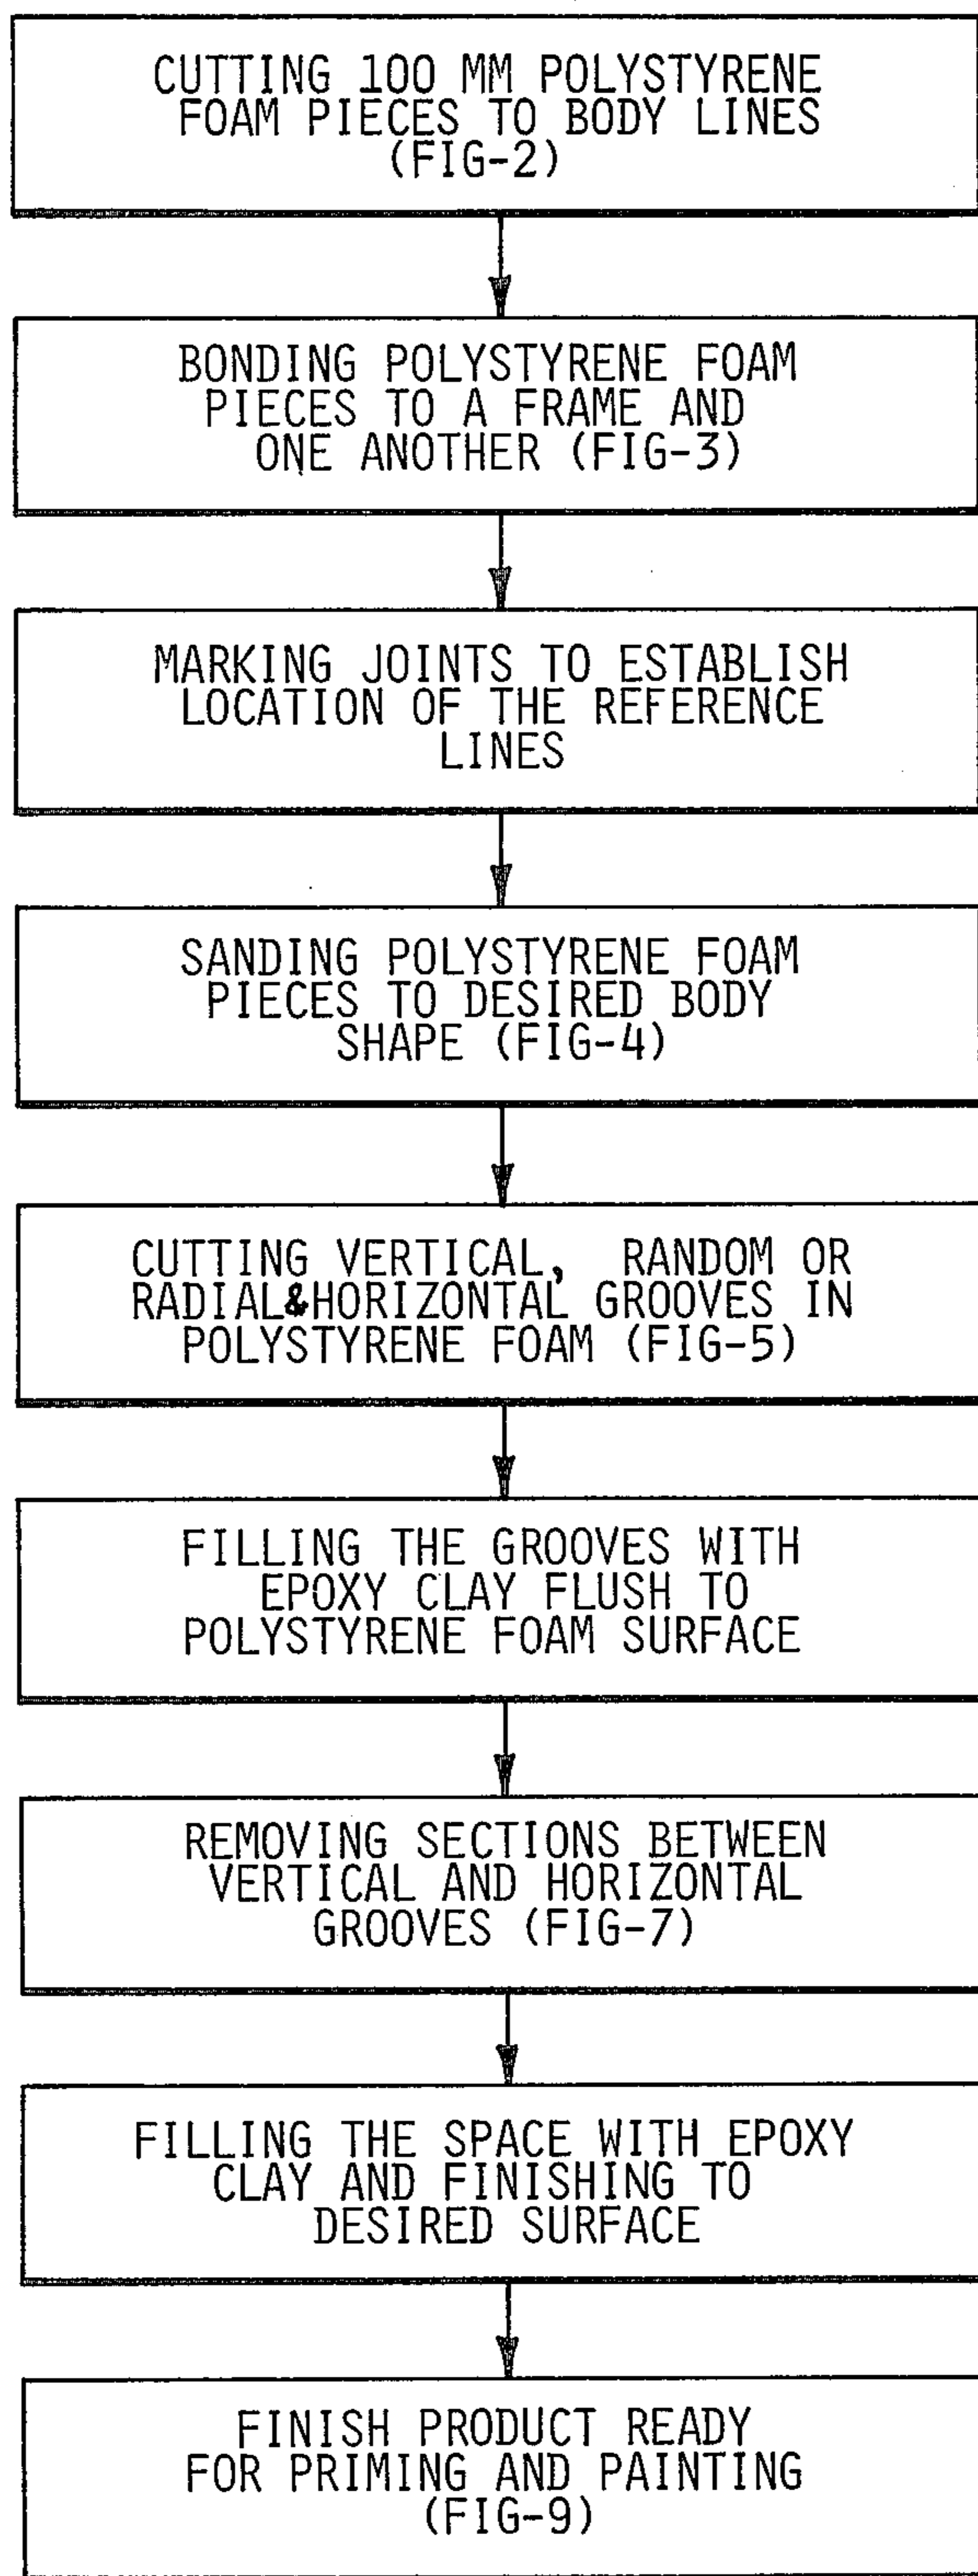 CUTTING 100 MM POLYSTYRENE
FOAM PIECES TO BODY LINES
(FIG-2)
BONDING POLYSTYRENE FOAM
PIECES TO A FRAME AND
ONE ANOTHER (FIG-3)
MARKING JOINTS TO ESTABLISH
LOCATION OF THE REFERENCE
LINES
SANDING POLYSTYRENE FOAM
PIECES TO DESIRED BODY
SHAPE (FIG-4)
CUTTING VERTICAL, RANDOM OR
RADIAL&HORIZONTAL GROOVES IN
POLYSTYRENE FOAM (FIG-5)
FILLING THE GROOVES WITH
EPOXY CLAY FLUSH TO
POLYSTYRENE FOAM SURFACE
REMOVING SECTIONS BETWEEN
VERTICAL AND HORIZONTAL
GROOVES (FIG-7)
FILLING THE SPACE WITH EPOXY
CLAY AND FINISHING TO
DESIRED SURFACE
FINISH PRODUCT READY
FOR PRIMING AND PAINTING
(FIG-9)